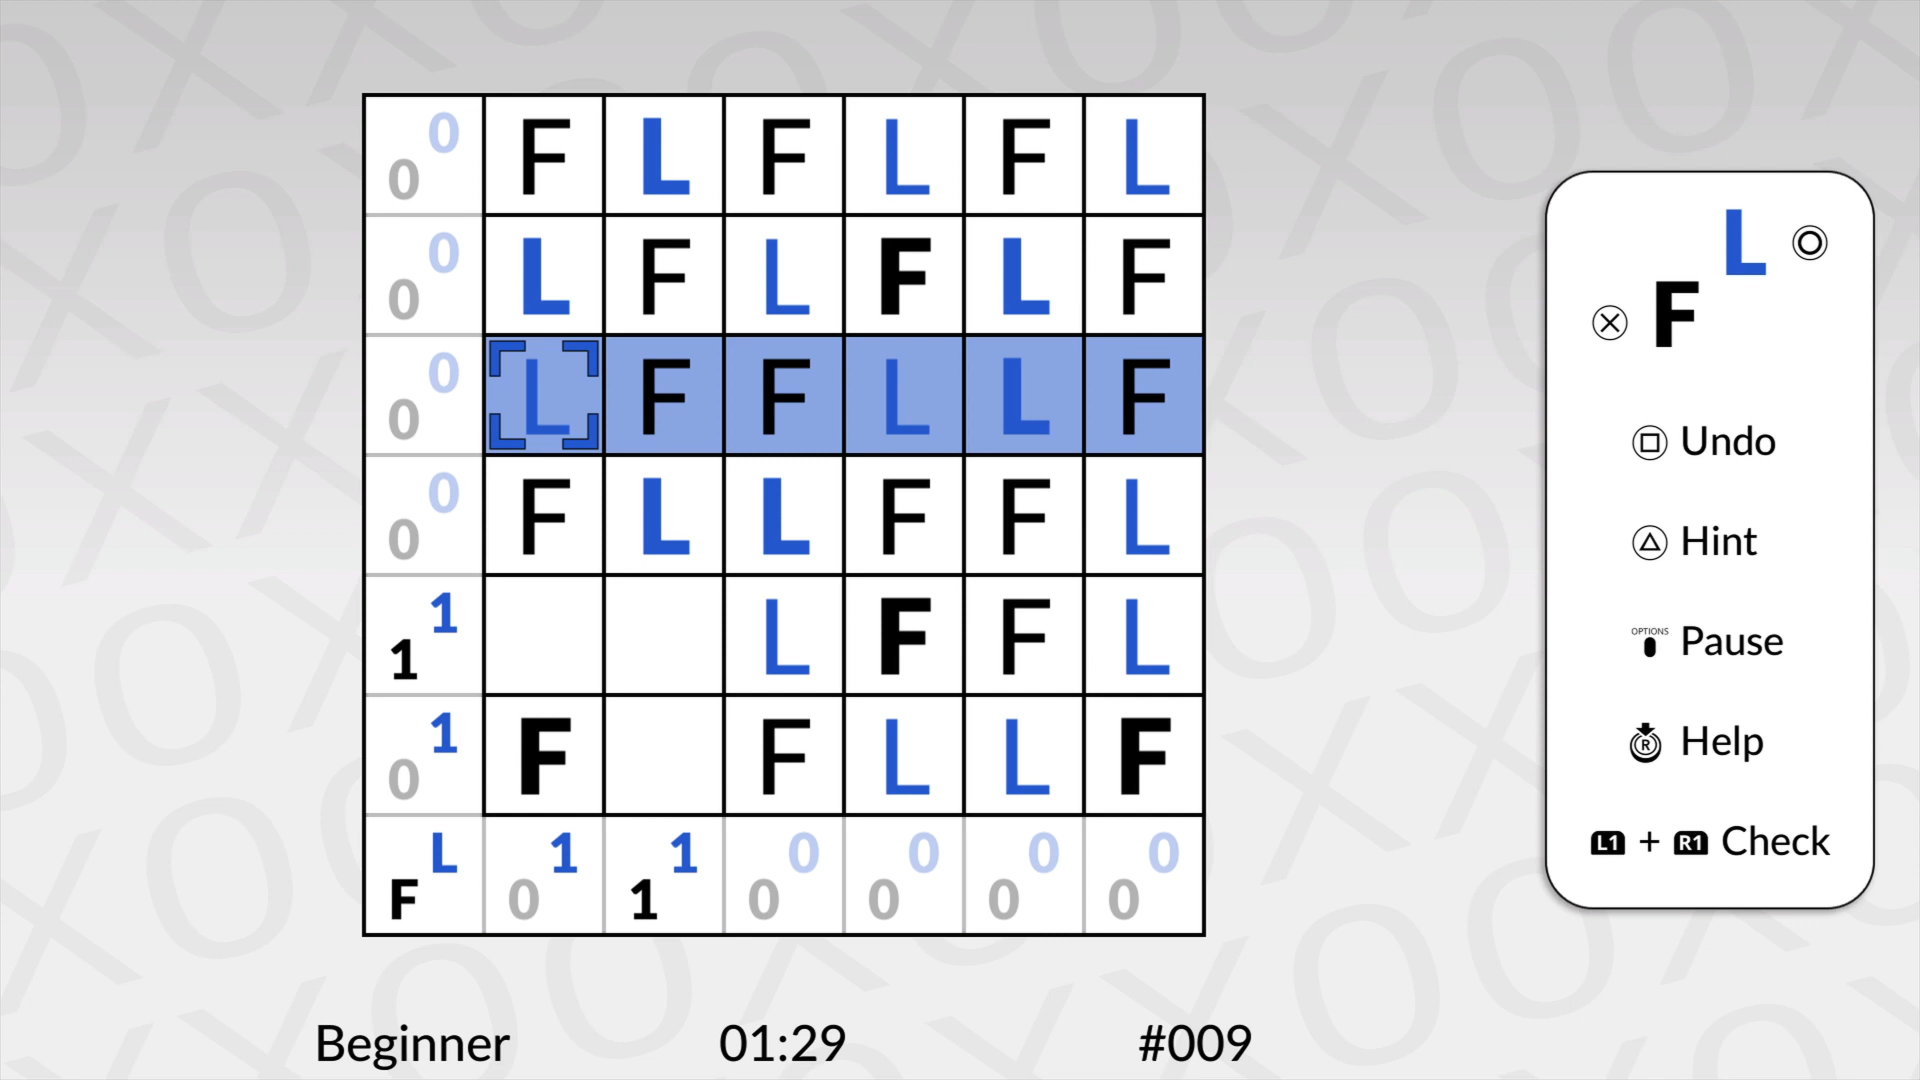 0 0 F L F L F L
0 0 L F L F L F
0 0 L F F L L F
0 0 F L L F F L
1 1 L F F L
0 1 F F L L F
F L 0 1 1 1 0 0 0 0 0 0 0 0
L
F
Undo
Hint
OPTIONS Pause
R Help
L1 + R1 Check
Beginner 01:29 #009